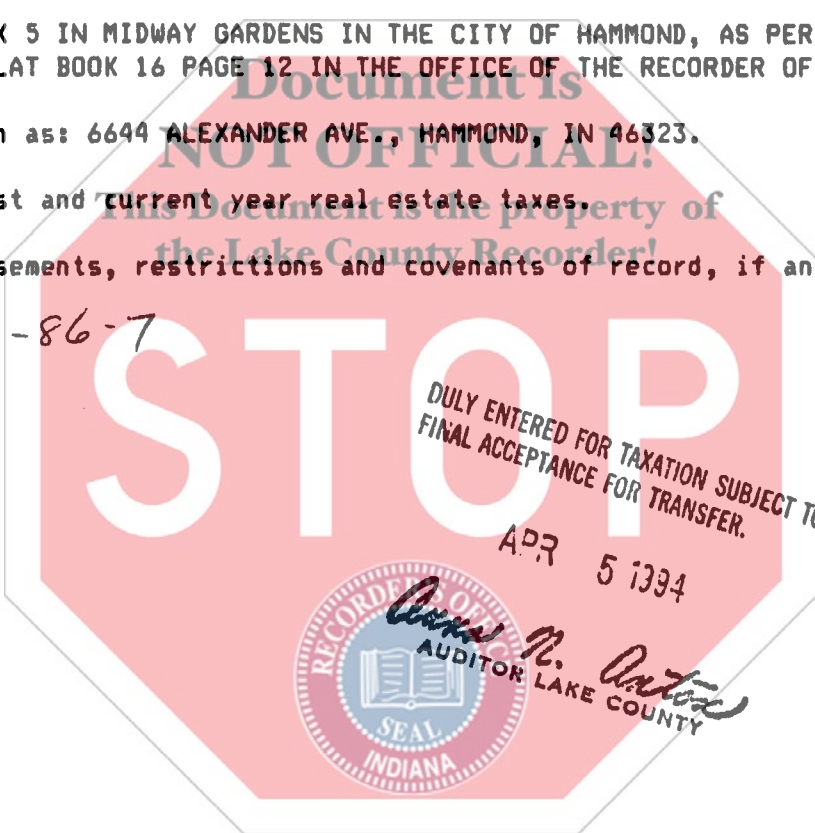 K 5 IN MIDWAY GARDENS IN THE CITY OF HAMMOND, AS PER
LAT BOOK 16 PAGE 12 IN THE OFFICE OF THE RECORDER OF
Document is
n as: 6644 ALEXANDER AVE., HAMMOND, IN 46323.
NOT OFFICIAL!
st and current year real estate taxes.
This Document is the property of
the Lake County Recorder!
sements, restrictions and covenants of record, if an
-86-7
STOP
DULY ENTERED FOR TAXATION SUBJECT TO
FINAL ACCEPTANCE FOR TRANSFER.
APR 5 1994
RECORDER'S OFFICE
Anna N. Anton
AUDITOR LAKE COUNTY
SEAL
INDIANA